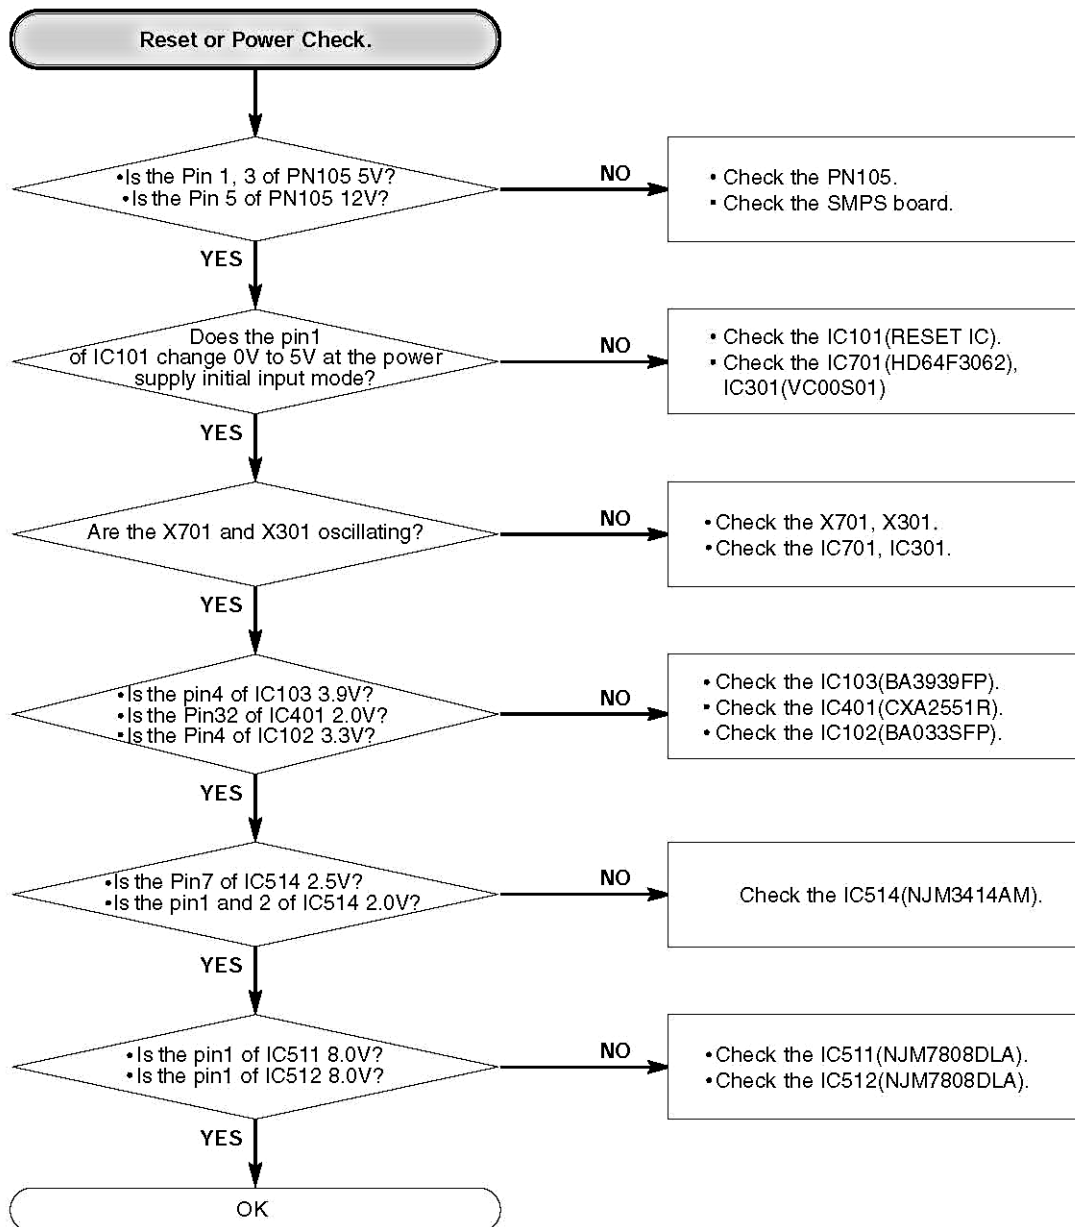 Reset or Power Check.
•Is the Pin 1, 3 of PN105 5V?
•Is the Pin 5 of PN105 12V?
NO
• Check the PN105.
• Check the SMPS board.
YES
Does the pin1
of IC101 change 0V to 5V at the power
supply initial input mode?
NO
• Check the IC101(RESET IC).
• Check the IC701(HD64F3062),
IC301(VC00S01)
YES
Are the X701 and X301 oscillating?
NO
• Check the X701, X301.
• Check the IC701, IC301.
YES
•Is the pin4 of IC103 3.9V?
•Is the Pin32 of IC401 2.0V?
•Is the Pin4 of IC102 3.3V?
NO
• Check the IC103(BA3939FP).
• Check the IC401(CXA2551R).
• Check the IC102(BA033SFP).
YES
•Is the Pin7 of IC514 2.5V?
•Is the pin1 and 2 of IC514 2.0V?
NO
Check the IC514(NJM3414AM).
YES
•Is the pin1 of IC511 8.0V?
•Is the pin1 of IC512 8.0V?
NO
• Check the IC511(NJM7808DLA).
• Check the IC512(NJM7808DLA).
YES
OK